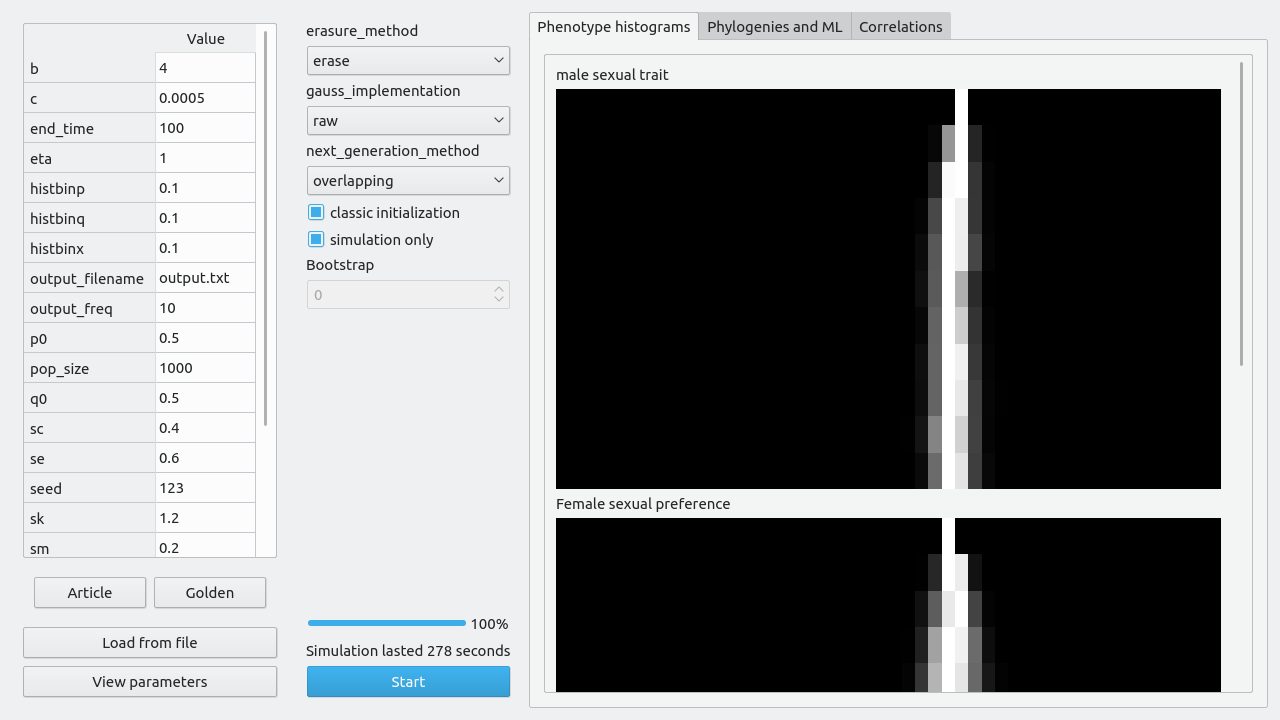 Value
b 4
c 0.0005
end_time 100
eta 1
histbinp 0.1
histbinq 0.1
histbinx 0.1
output_filename output.txt
output_freq 10
p0 0.5
pop_size 1000
q0 0.5
sc 0.4
se 0.6
seed 123
sk 1.2
sm 0.2
Article Golden
Load from file
View parameters
erasure_method
erase
gauss_implementation
raw
next_generation_method
overlapping
classic initialization
simulation only
Bootstrap
0
100%
Simulation lasted 278 seconds
Start
Phenotype histograms Phylogenies and ML Correlations
male sexual trait
Female sexual preference